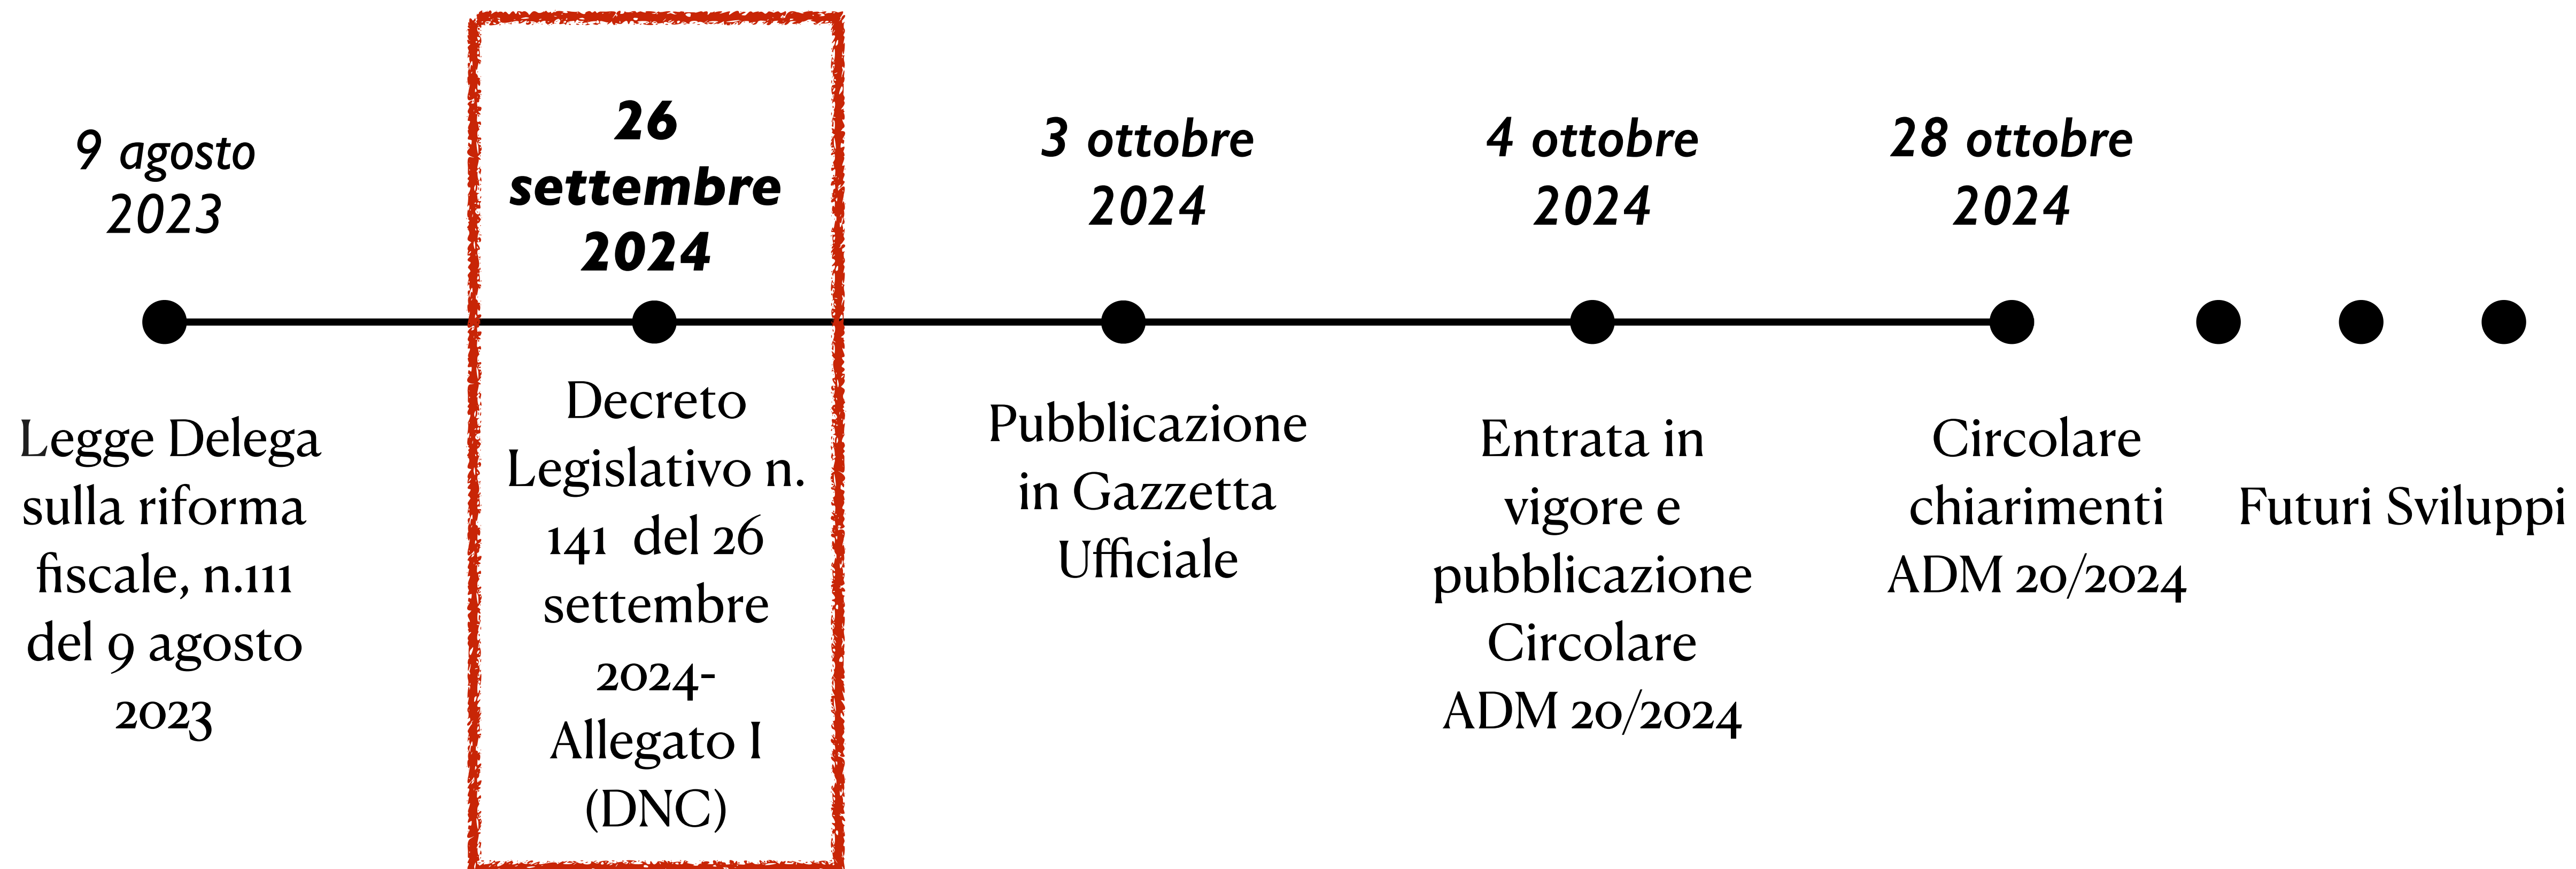 9 agosto
2023
Legge Delega
sulla riforma
fiscale, n.111
del 9 agosto
2023
26
settembre
2024
Decreto
Legislativo n.
141 del 26
settembre
2024-
Allegato I
(DNC)
3 ottobre
2024
Pubblicazione
in Gazzetta
Ufficiale
4 ottobre
2024
Entrata in
vigore e
pubblicazione
Circolare
ADM 20/2024
28 ottobre
2024
Circolare
chiarimenti
ADM 20/2024
Futuri Sviluppi